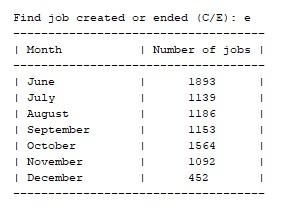 Find job created or ended (C/E): e
--------------------------------------
| Month | Number of jobs |
--------------------------------------
| June | 1893 |
| July | 1139 |
| August | 1186 |
| September | 1153 |
| October | 1564 |
| November | 1092 |
| December | 452 |
--------------------------------------